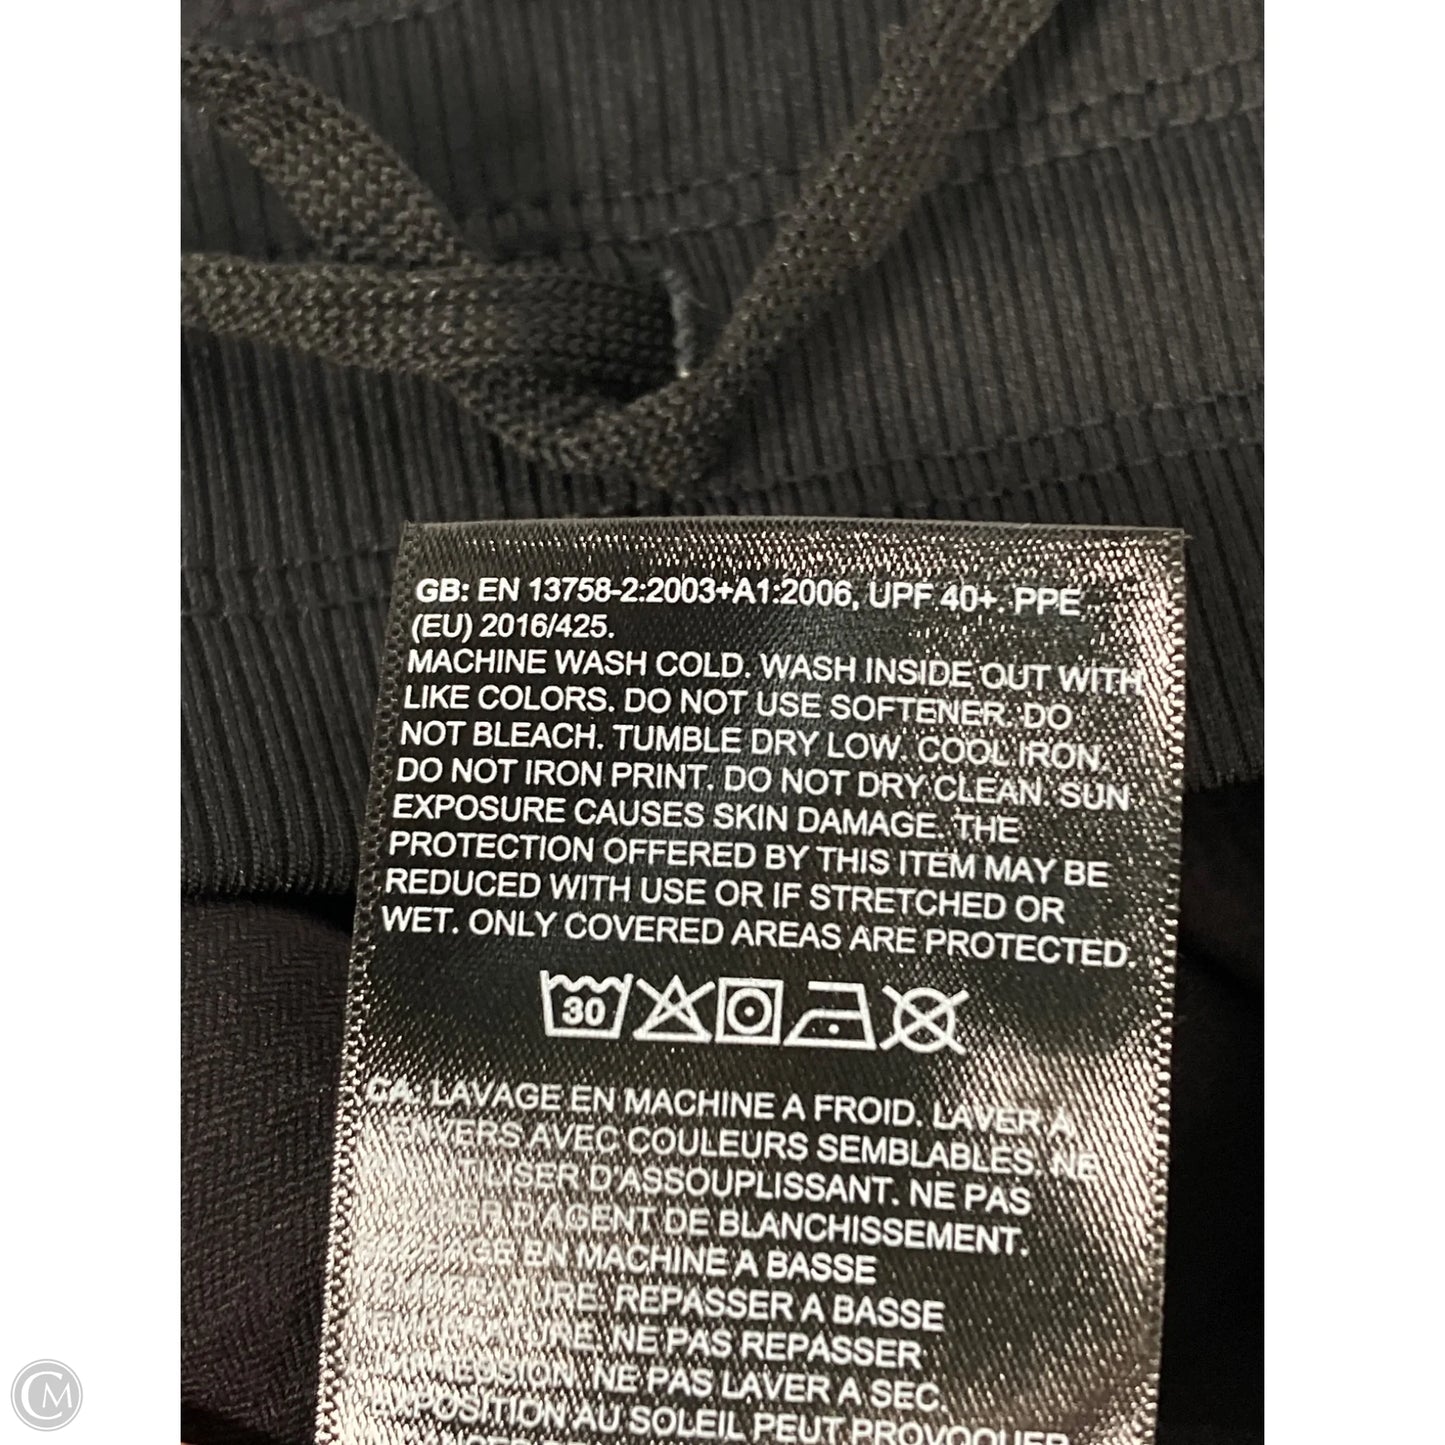 GB: EN 13758-2:2003+A1:2006, UPF 40+. PPE
(EU) 2016/425.
MACHINE WASH COLD. WASH INSIDE OUT WITH
LIKE COLORS. DO NOT USE SOFTENER. DO
NOT BLEACH. TUMBLE DRY LOW. COOL IRON.
DO NOT IRON PRINT. DO NOT DRY CLEAN. SUN
EXPOSURE CAUSES SKIN DAMAGE. THE
PROTECTION OFFERED BY THIS ITEM MAY BE
REDUCED WITH USE OR IF STRETCHED OR
WET. ONLY COVERED AREAS ARE PROTECTED.
30
CA: LAVAGE EN MACHINE A FROID. LAVER A
AVEC COULEURS SEMBLABLES. NE
D'ASSOUPLISSANT. NE PAS
D'AGENT DE BLANCHISSEMENT.
EN MACHINE A BASSE
REPASSER A BASSE
NE PAS REPASSER
NE PAS LAVER A SEC.
EXPOSITION AU SOLEIL PEUT PROVOQUER
CM